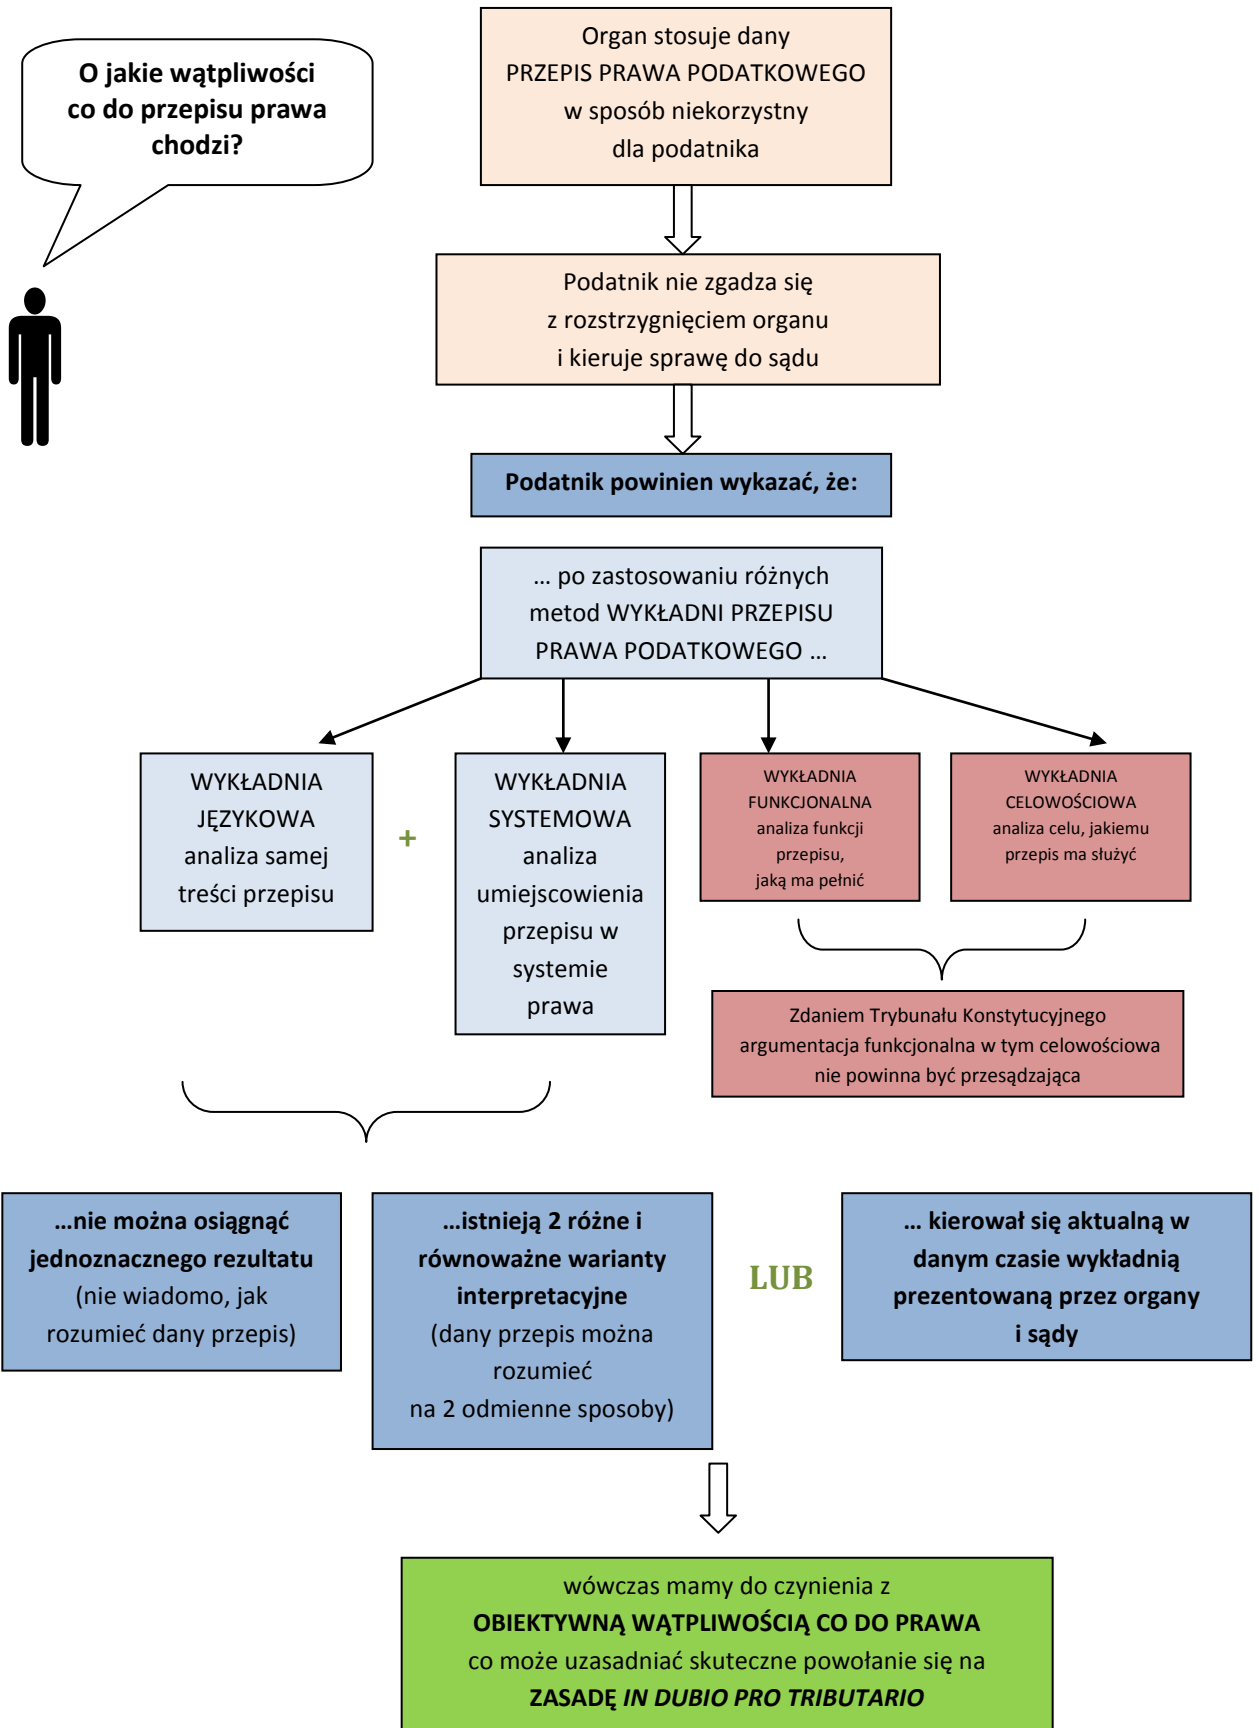 O jakie wątpliwości
co do przepisu prawa
chodzi?
Organ stosuje dany
PRZEPIS PRAWA PODATKOWEGO
w sposób niekorzystny
dla podatnika
Podatnik nie zgadza się
z rozstrzygnięciem organu
i kieruje sprawę do sądu
Podatnik powinien wykazać, że:
... po zastosowaniu różnych
metod WYKŁADNI PRZEPISU
PRAWA PODATKOWEGO ...
WYKŁADNIA
JĘZYKOWA
analiza samej
treści przepisu
+
WYKŁADNIA
SYSTEMOWA
analiza
umiejscowienia
przepisu w
systemie
prawa
WYKŁADNIA
FUNKCJONALNA
analiza funkcji
przepisu,
jaką ma pełnić
WYKŁADNIA
CELOWOŚCIOWA
analiza celu, jakiemu
przepis ma służyć
Zdaniem Trybunału Konstytucyjnego
argumentacja funkcjonalna w tym celowościowa
nie powinna być przesądzająca
...nie można osiągnąć
jednoznacznego rezultatu
(nie wiadomo, jak
rozumieć dany przepis)
...istnieją 2 różne i
równoważne warianty
interpretacyjne
(dany przepis można
rozumieć
na 2 odmienne sposoby)
LUB
... kierował się aktualną w
danym czasie wykładnią
prezentowaną przez organy
i sądy
wówczas mamy do czynienia z
OBIEKTYWNĄ WĄTPLIWOŚCIĄ CO DO PRAWA
co może uzasadniać skuteczne powołanie się na
ZASADĘ IN DUBIO PRO TRIBUTARIO